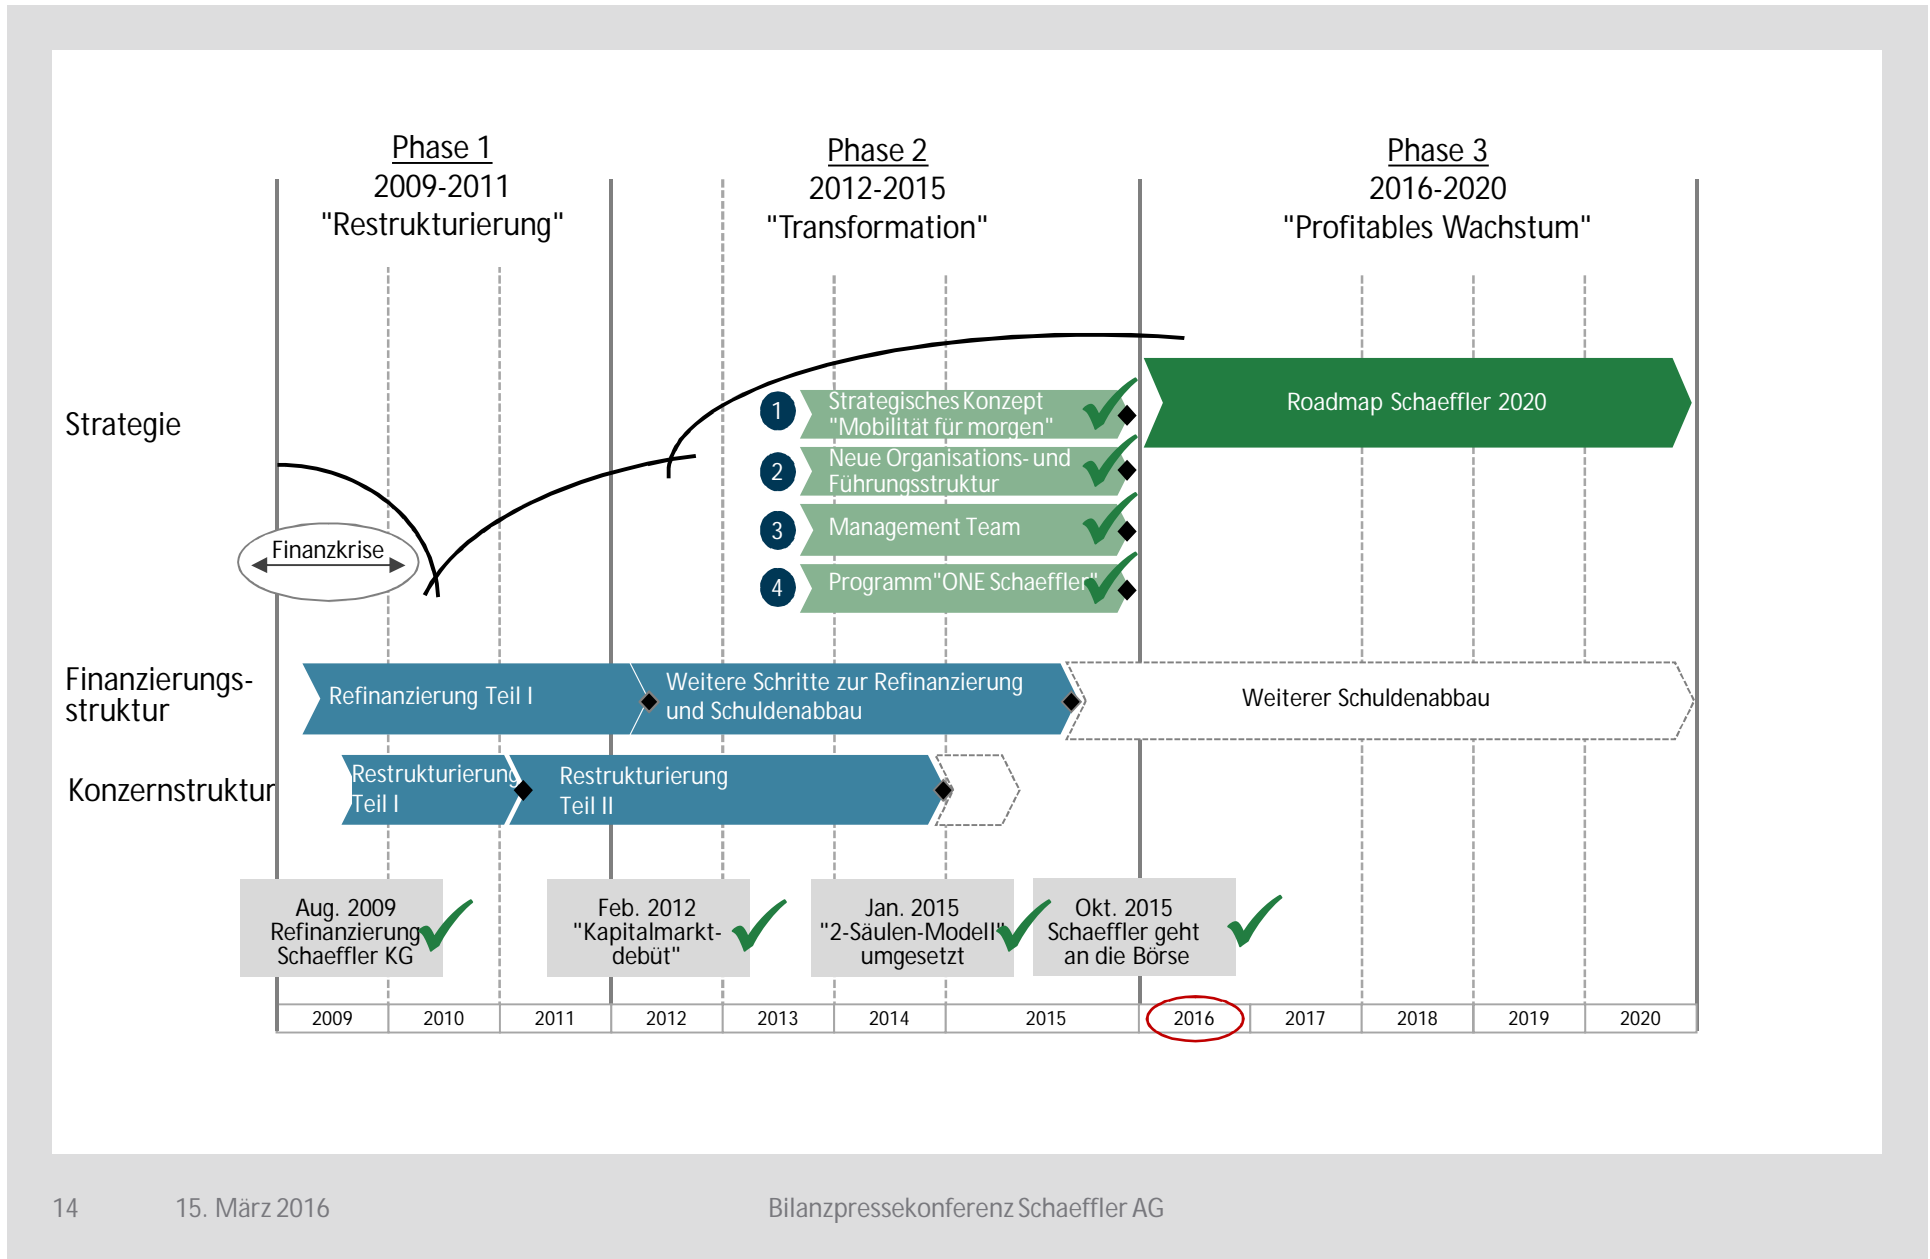 Phase 1
2009-2011
"Restrukturierung"
Phase 2
2012-2015
"Transformation"
Phase 3
2016-2020
"Profitables Wachstum"
Strategie
Finanzkrise
1
Strategisches Konzept
"Mobilität für morgen"
2
Neue Organisations- und
Führungsstruktur
3
Management Team
4
Programm "ONE Schaeffler"
Roadmap Schaeffler 2020
Finanzierungs-
struktur
Refinanzierung Teil I
Weitere Schritte zur Refinanzierung
und Schuldenabbau
Weiterer Schuldenabbau
Konzernstruktur
Restrukturierung
Teil I
Restrukturierung
Teil II
Aug. 2009
Refinanzierung
Schaeffler KG
Feb. 2012
"Kapitalmarkt-
debüt"
Jan. 2015
"2-Säulen-Modell"
umgesetzt
Okt. 2015
Schaeffler geht
an die Börse
2009 2010 2011 2012 2013 2014 2015 2016 2017 2018 2019 2020
14 15. März 2016 Bilanzpressekonferenz Schaeffler AG